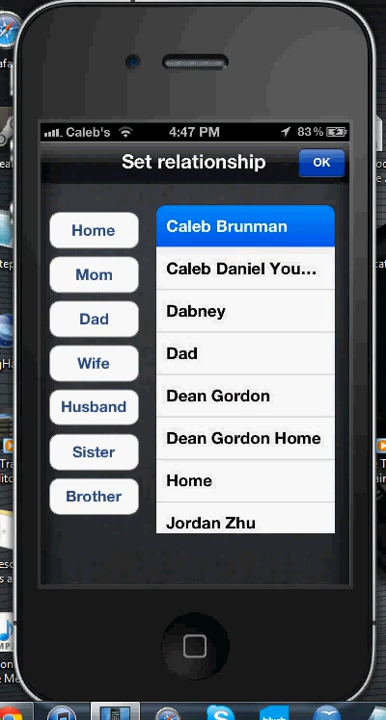 Caleb's 4:47 PM 83%
Set relationship OK
Home
Mom
Dad
Wife
Husband
Sister
Brother
Caleb Brunman
Caleb Daniel You...
Dabney
Dad
Dean Gordon
Dean Gordon Home
Home
Jordan Zhu